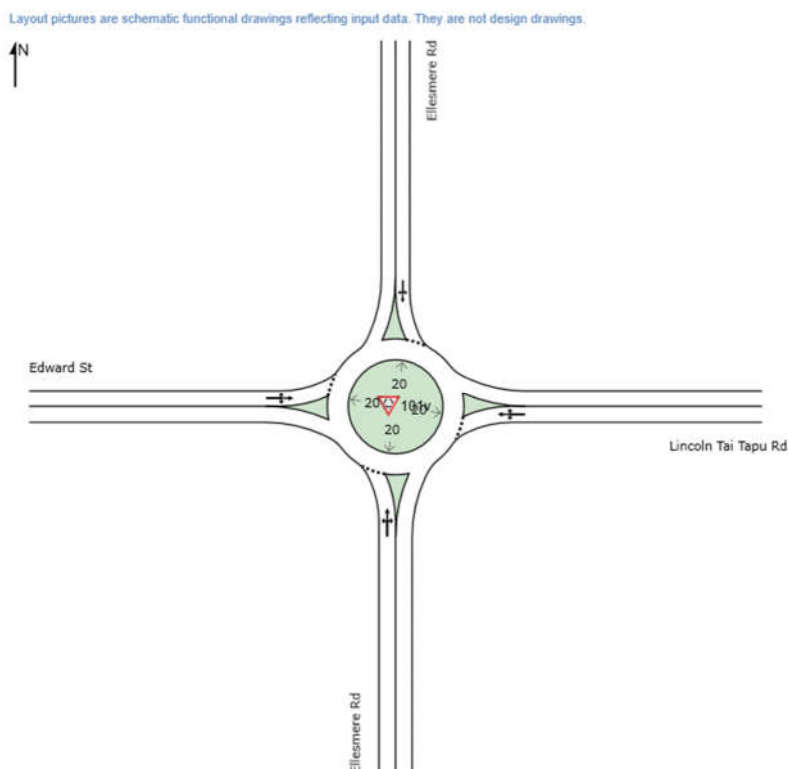 Layout pictures are schematic functional drawings reflecting input data. They are not design drawings.
N
Ellesmere Rd
Edward St
20
20
20
Lincoln Tai Tapu Rd
Ellesmere Rd